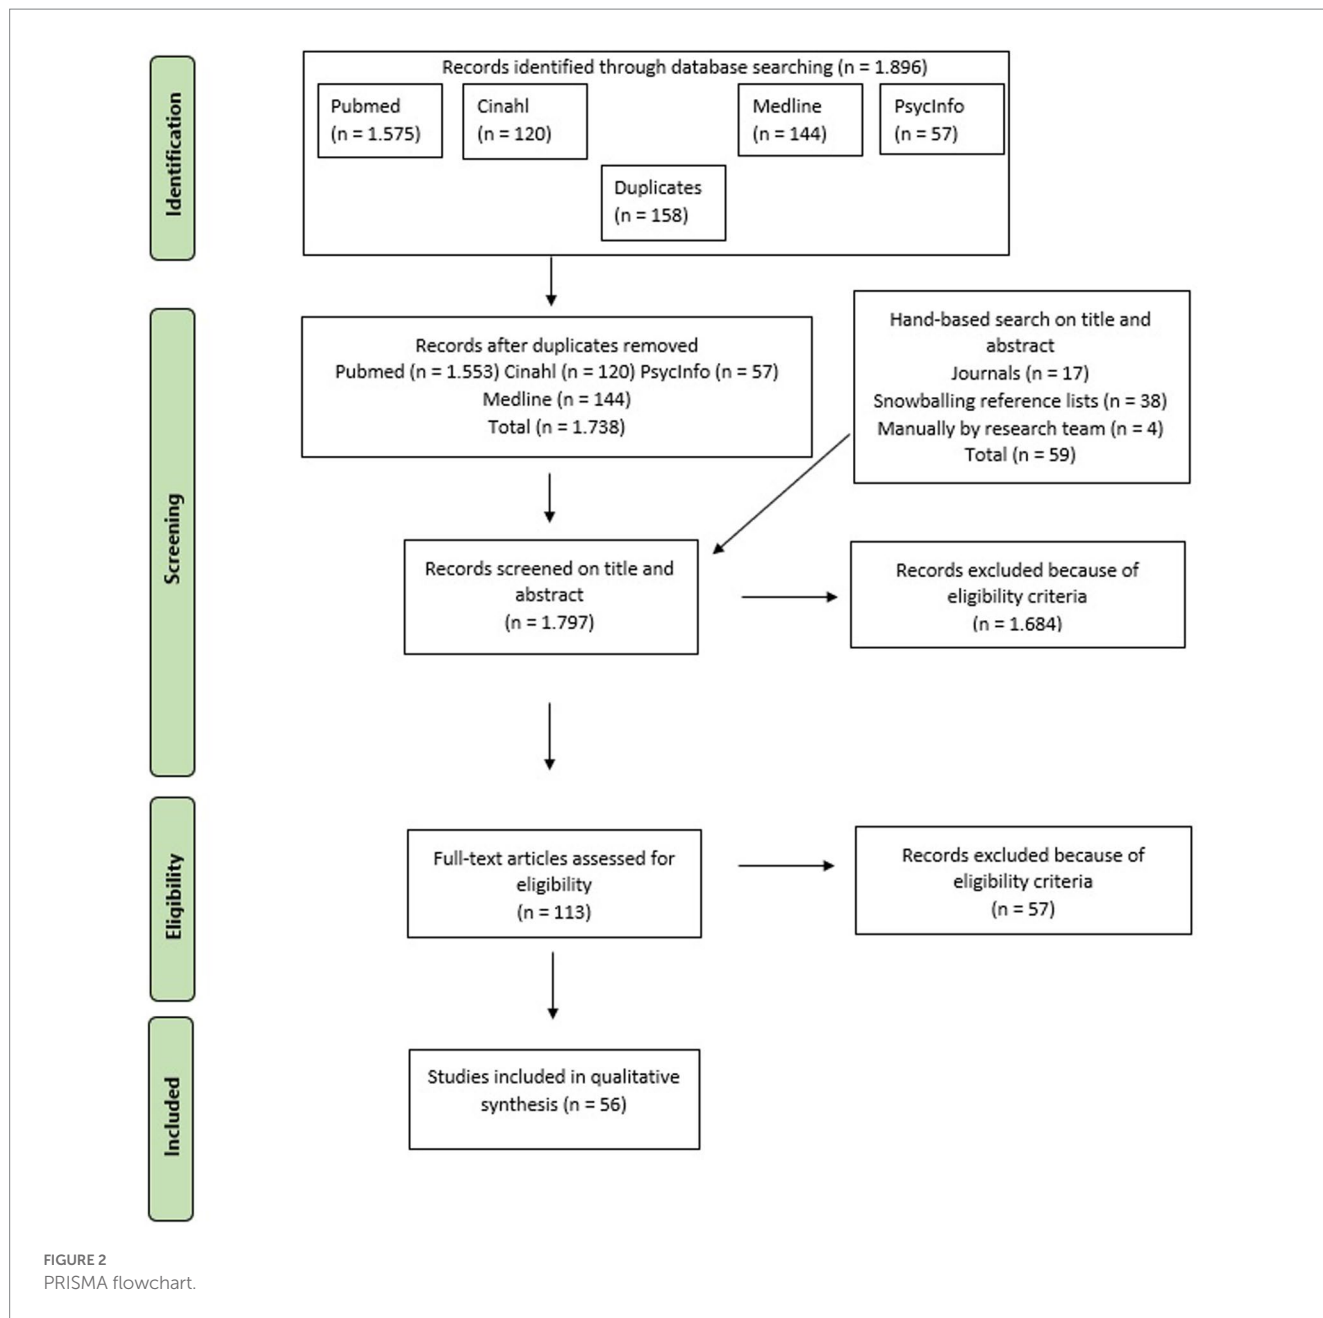 Identification
Records identified through database searching (n = 1.896)
Pubmed
(n = 1.575)
Cinahl
(n = 120)
Medline
(n = 144)
PsycInfo
(n = 57)
Duplicates
(n = 158)
Screening
Records after duplicates removed
Pubmed (n = 1.553) Cinahl (n = 120) PsycInfo (n = 57)
Medline (n = 144)
Total (n = 1.738)
Hand-based search on title and
abstract
Journals (n = 17)
Snowballing reference lists (n = 38)
Manually by research team (n = 4)
Total (n = 59)
Records screened on title and
abstract
(n = 1.797)
Records excluded because of
eligibility criteria
(n = 1.684)
Eligibility
Full-text articles assessed for
eligibility
(n = 113)
Records excluded because of
eligibility criteria
(n = 57)
Included
Studies included in qualitative
synthesis (n = 56)
FIGURE 2
PRISMA flowchart.